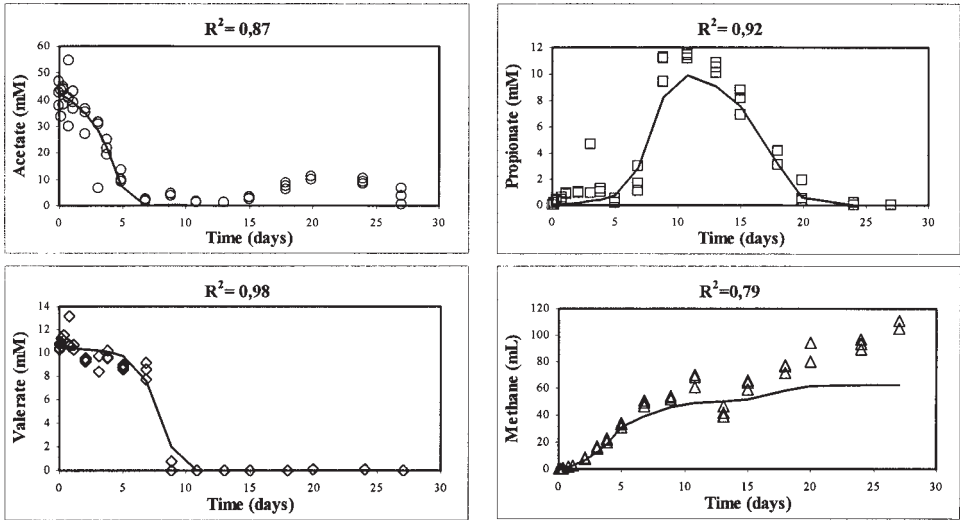 R²= 0,87
Acetate (mM)
60
50
40
30
20
10
0
0 5 10 15 20 25 30
Time (days)
R²= 0,92
Propionate (mM)
12
10
8
6
4
2
0
0 5 10 15 20 25 30
Time (days)
R²= 0,98
Valerate (mM)
14
12
10
8
6
4
2
0
0 5 10 15 20 25 30
Time (days)
R²=0,79
Methane (mL)
120
100
80
60
40
20
0
0 5 10 15 20 25 30
Time (days)